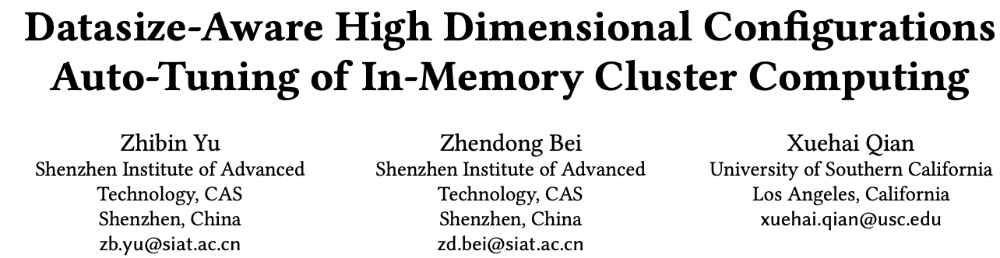 Datasize-Aware High Dimensional Configurations
Auto-Tuning of In-Memory Cluster Computing
Zhibin Yu
Shenzhen Institute of Advanced
Technology, CAS
Shenzhen, China
zb.yu@siat.ac.cn
Zhendong Bei
Shenzhen Institute of Advanced
Technology, CAS
Shenzhen, China
zd.bei@siat.ac.cn
Xuehai Qian
University of Southern California
Los Angeles, California
xuehai.qian@usc.edu